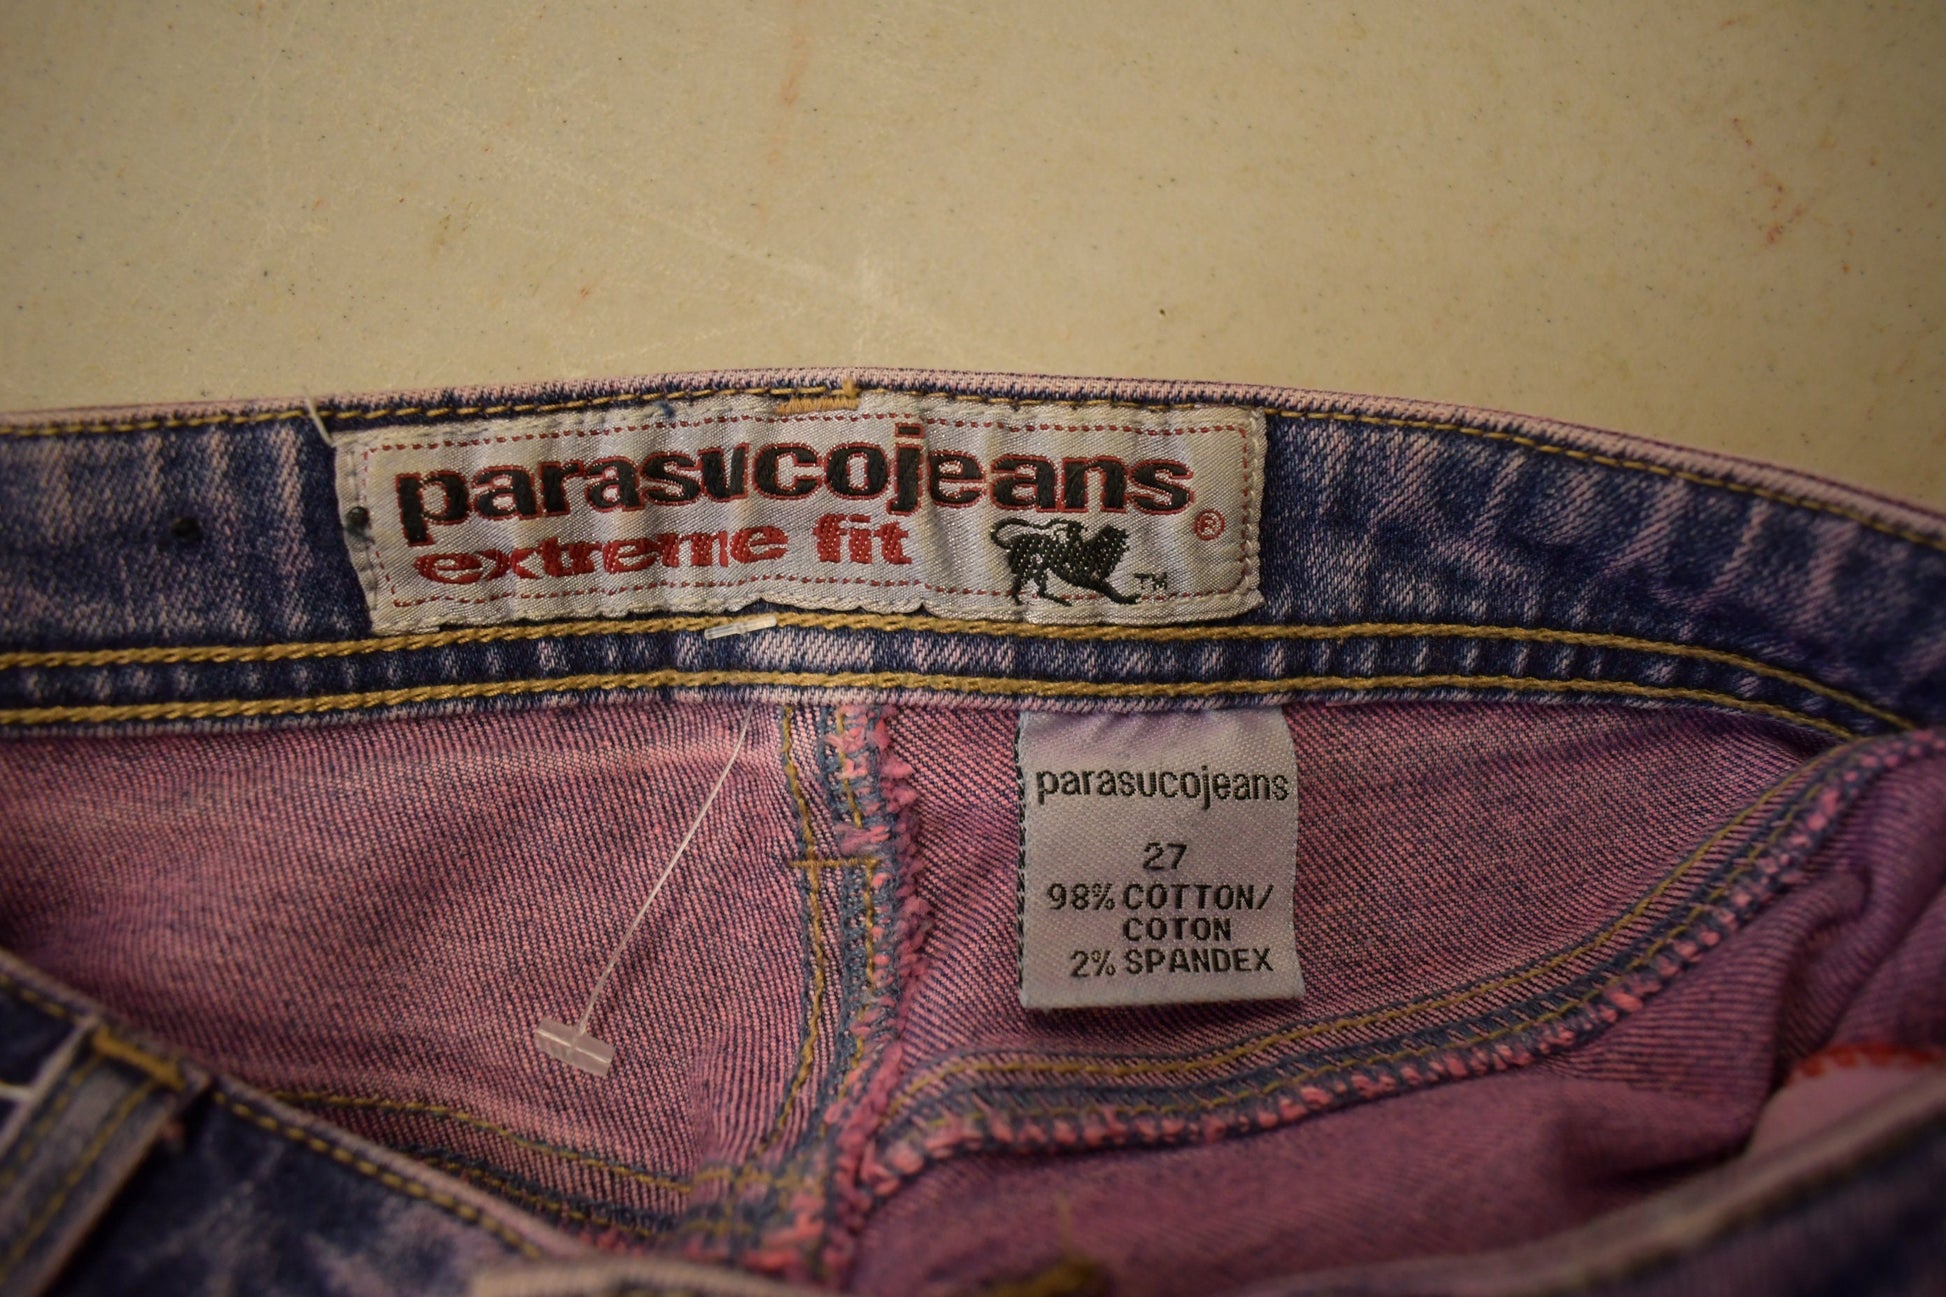 parasucojeans®
extreme fit
™
parasucojeans
27
98% COTTON/
COTON
2% SPANDEX